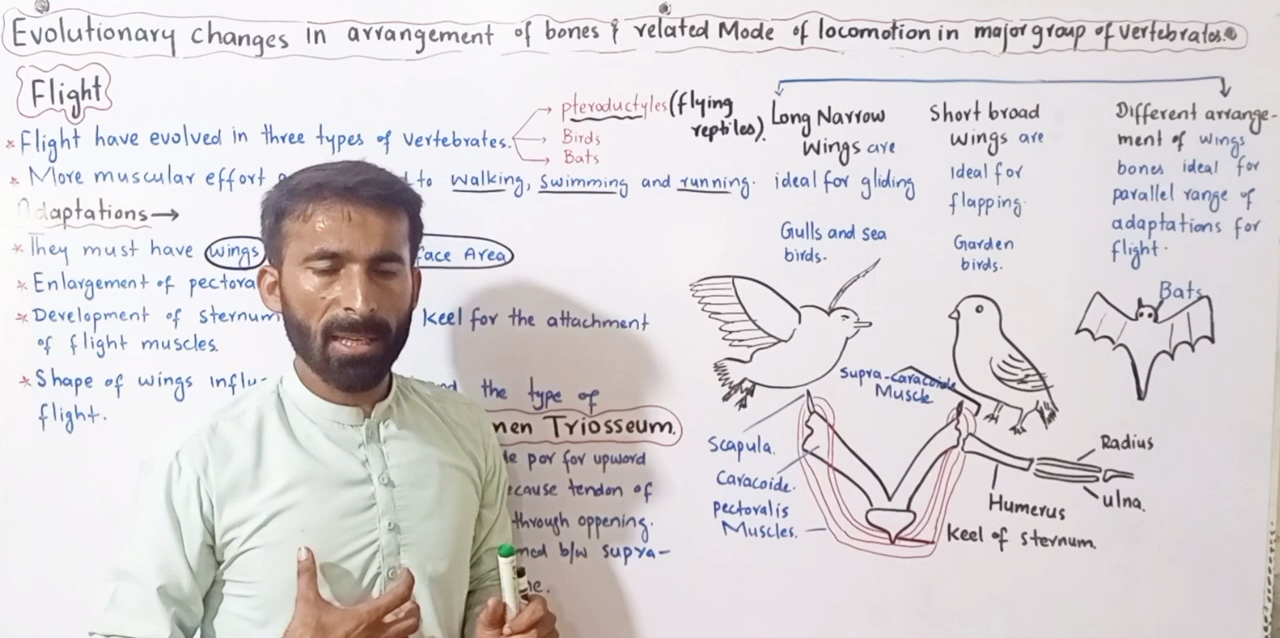 Evolutionary changes in arrangement of bones & related Mode of locomotion in major group of vertebrates.
Flight
* Flight have evolved in three types of vertebrates.
pteroductyles (flying
reptiles).
Birds
Bats
* More muscular effort to walking, swimming and running.
Adaptations →
* They must have wings face Area
* Enlargement of pectora
* Development of sternum keel for the attachment
of flight muscles.
* Shape of wings influ- the type of
flight.
men Triosseum.
le por for upward
ecause tendon of
through oppening.
med b/w supra-
Long Narrow
Wings are
ideal for gliding
Gulls and sea
birds.
Short broad
wings are
Ideal for
flapping.
Garden
birds.
Different arrange-
ment of wings
bones ideal for
parallel range of
adaptations for
flight.
Bats
Supra-caracoide
Muscle
Scapula.
Caracoide.
pectoralis
Muscles.
Radius
ulna.
Humerus
Keel of sternum.